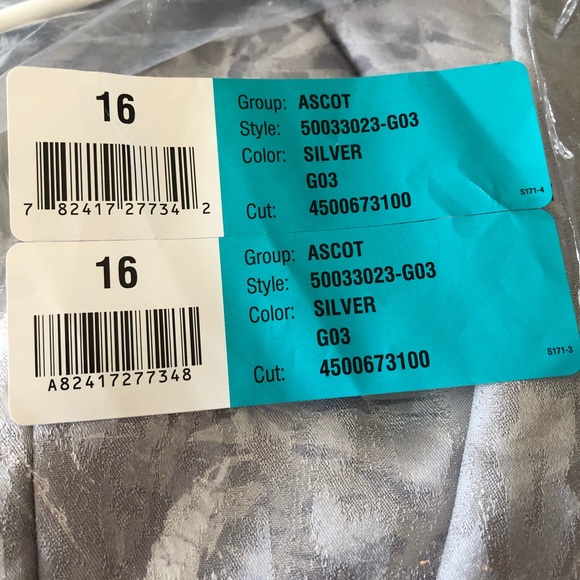 16
7 82417 27734 2
Group: ASCOT
Style: 50033023-G03
Color: SILVER
G03
Cut: 4500673100
S171-4
16
A82417277348
Group: ASCOT
Style: 50033023-G03
Color: SILVER
G03
Cut: 4500673100
S171-3